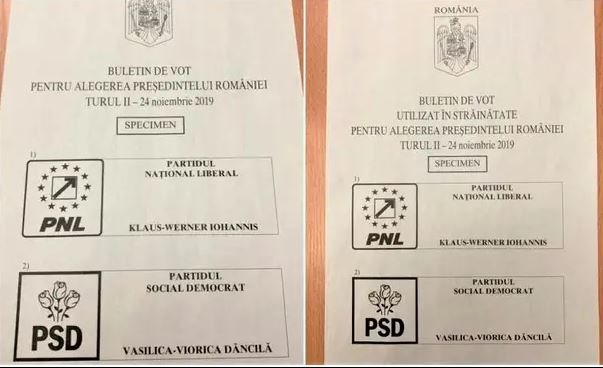 BULETIN DE VOT
PENTRU ALEGEREA PREȘEDINTELUI ROMÂNIEI
TURUL II – 24 noiembrie 2019
SPECIMEN
1)
PARTIDUL
NAȚIONAL LIBERAL
PNL
KLAUS-WERNER IOHANNIS
2)
PARTIDUL
SOCIAL DEMOCRAT
PSD
VASILICA-VIORICA DĂNCILĂ
ROMÂNIA
BULETIN DE VOT
UTILIZAT ÎN STRĂINĂTATE
PENTRU ALEGEREA PREȘEDINTELUI ROMÂNIEI
TURUL II – 24 noiembrie 2019
SPECIMEN
1)
PARTIDUL
NAȚIONAL LIBERAL
PNL
KLAUS-WERNER IOHANNIS
2)
PARTIDUL
SOCIAL DEMOCRAT
PSD
VASILICA-VIORICA DĂNCILĂ